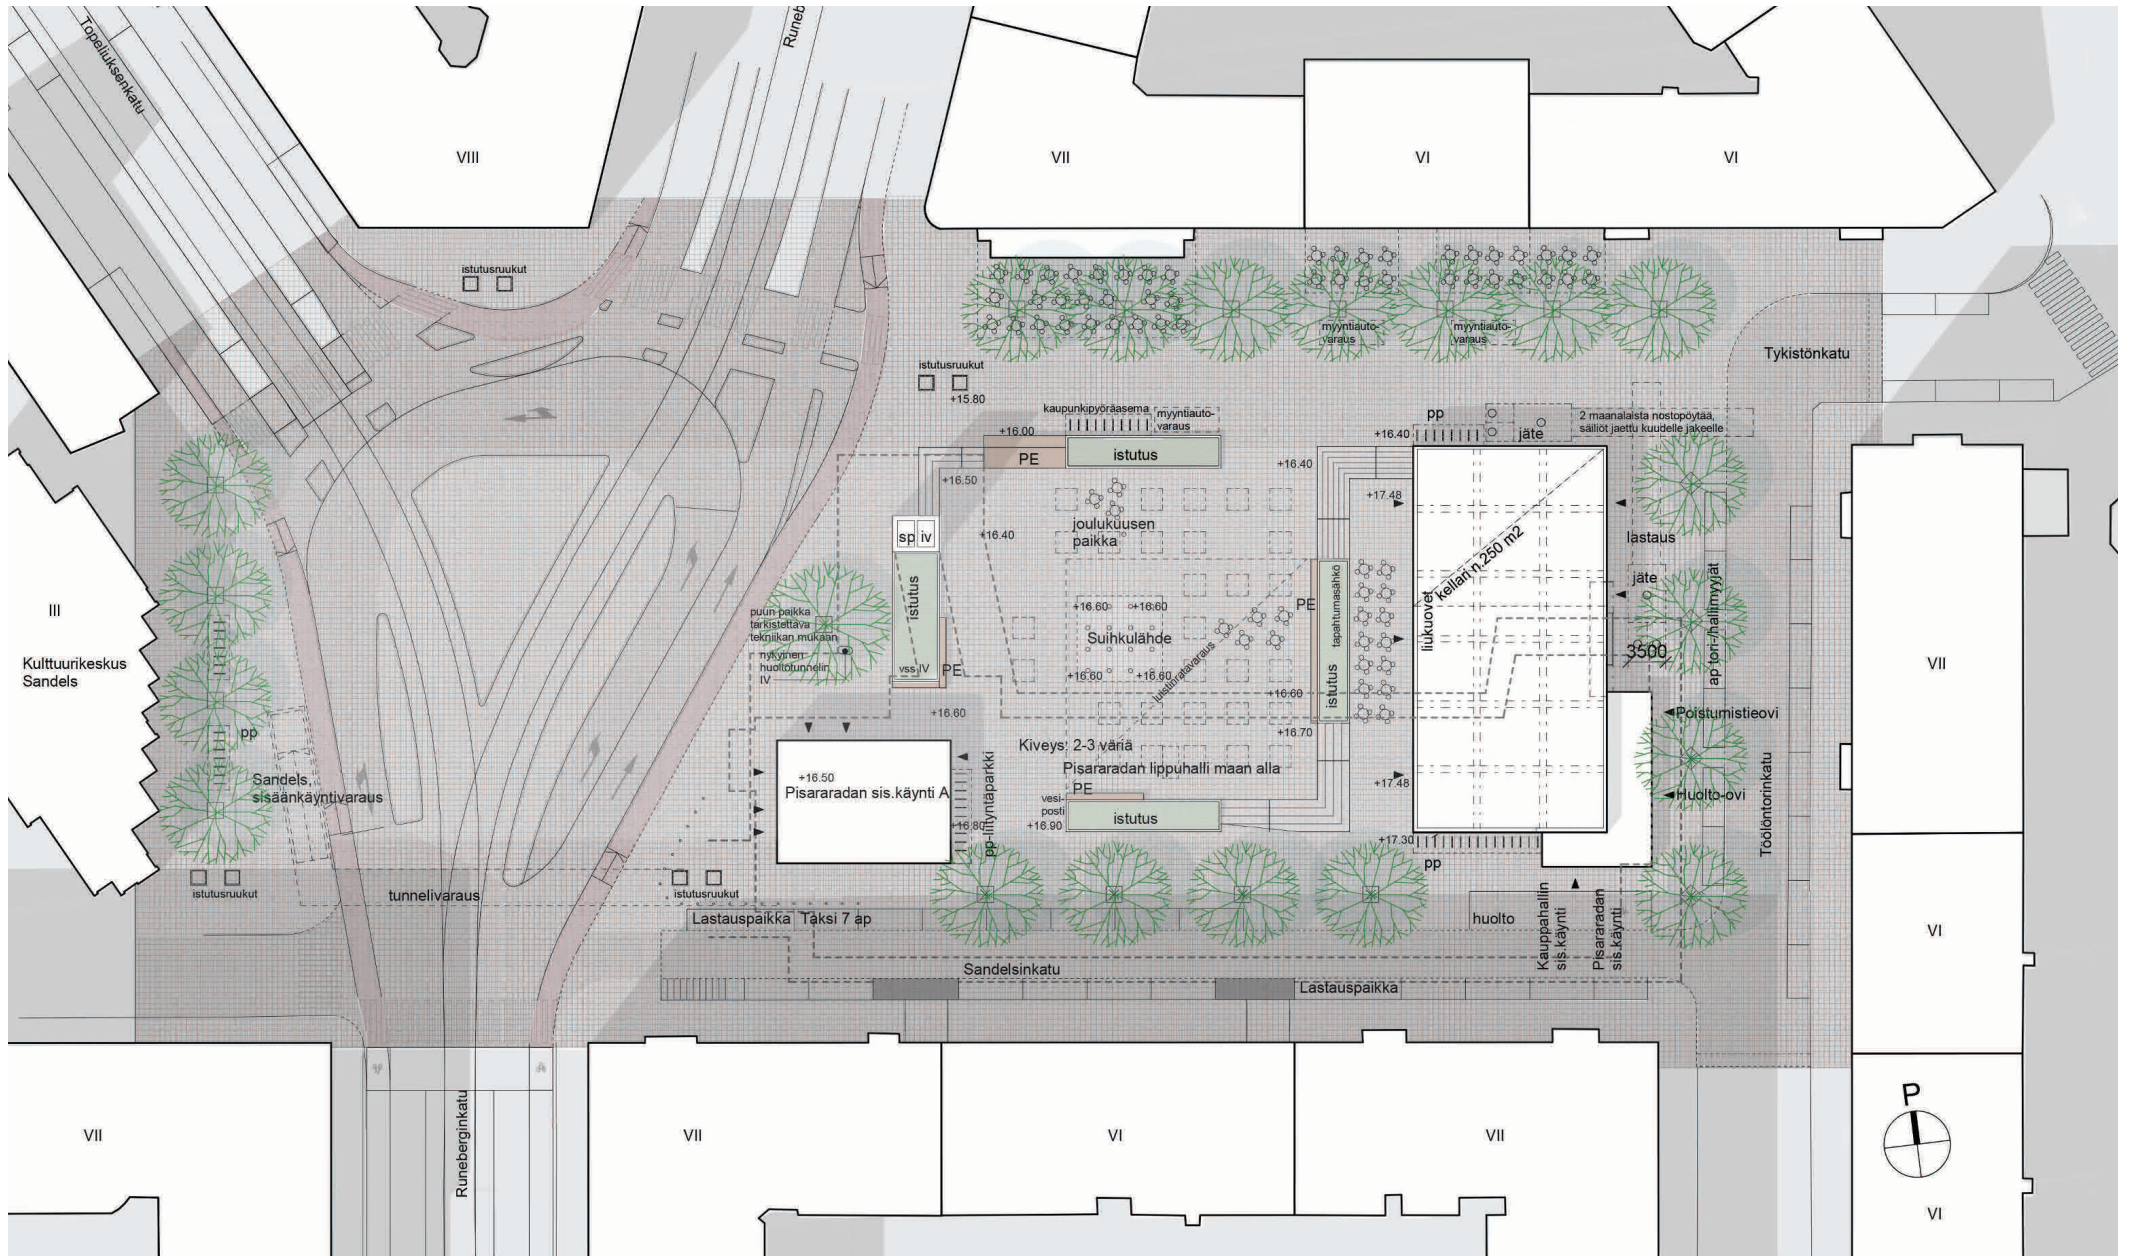 Topeliuksenkatu
Runeb
VIII
VII
VI
VI
istutusruukut
myyntiauto-
varaus
myyntiauto-
varaus
Tykistönkatu
istutusruukut
+15.80
kaupunkipyöräasema
myyntiauto-
varaus
+16.00
PE
istutus
+16.50
+16.40
pp
+16.40
jäte
2 maanalaista nostopöytää,
säiliöt jaettu kuudelle jakeelle
+16.40
+17.48
sp
iv
joulukuusen
paikka
kellari n.250 m2
lastaus
jäte
istutus
vss IV
PE
puun paikka
tarkistettava
tekniikan mukaan
nykyinen
huoltotunnelin
IV
+16.60
+16.60
Suihkulähde
+16.60
+16.60
luistinratavaraus
PE
tapahtumasähkö
istutus
liukuovet
3500
ap tori-/hallimyyjät
+16.60
+16.70
III
Kulttuurikeskus
Sandels
VII
pp
Sandels,
sisäänkäyntivaraus
+16.60
Kiveys: 2-3 väriä
Pisararadan lippuhalli maan alla
+16.50
Pisararadan sis.käynti A
+16.80
pp-liityntäparkki
PE
vesi-
posti
+16.90
istutus
+17.48
+17.30
pp
Poistumistieovi
Huolto-ovi
Töölöntorinkatu
istutusruukut
tunnelivaraus
istutusruukut
Lastauspaikka
Taksi 7 ap
huolto
Kauppahallin
sis.käynti
Pisararadan
sis.käynti
Sandelsinkatu
Lastauspaikka
VI
P
Runeberginkatu
VII
VII
VI
VII
VI